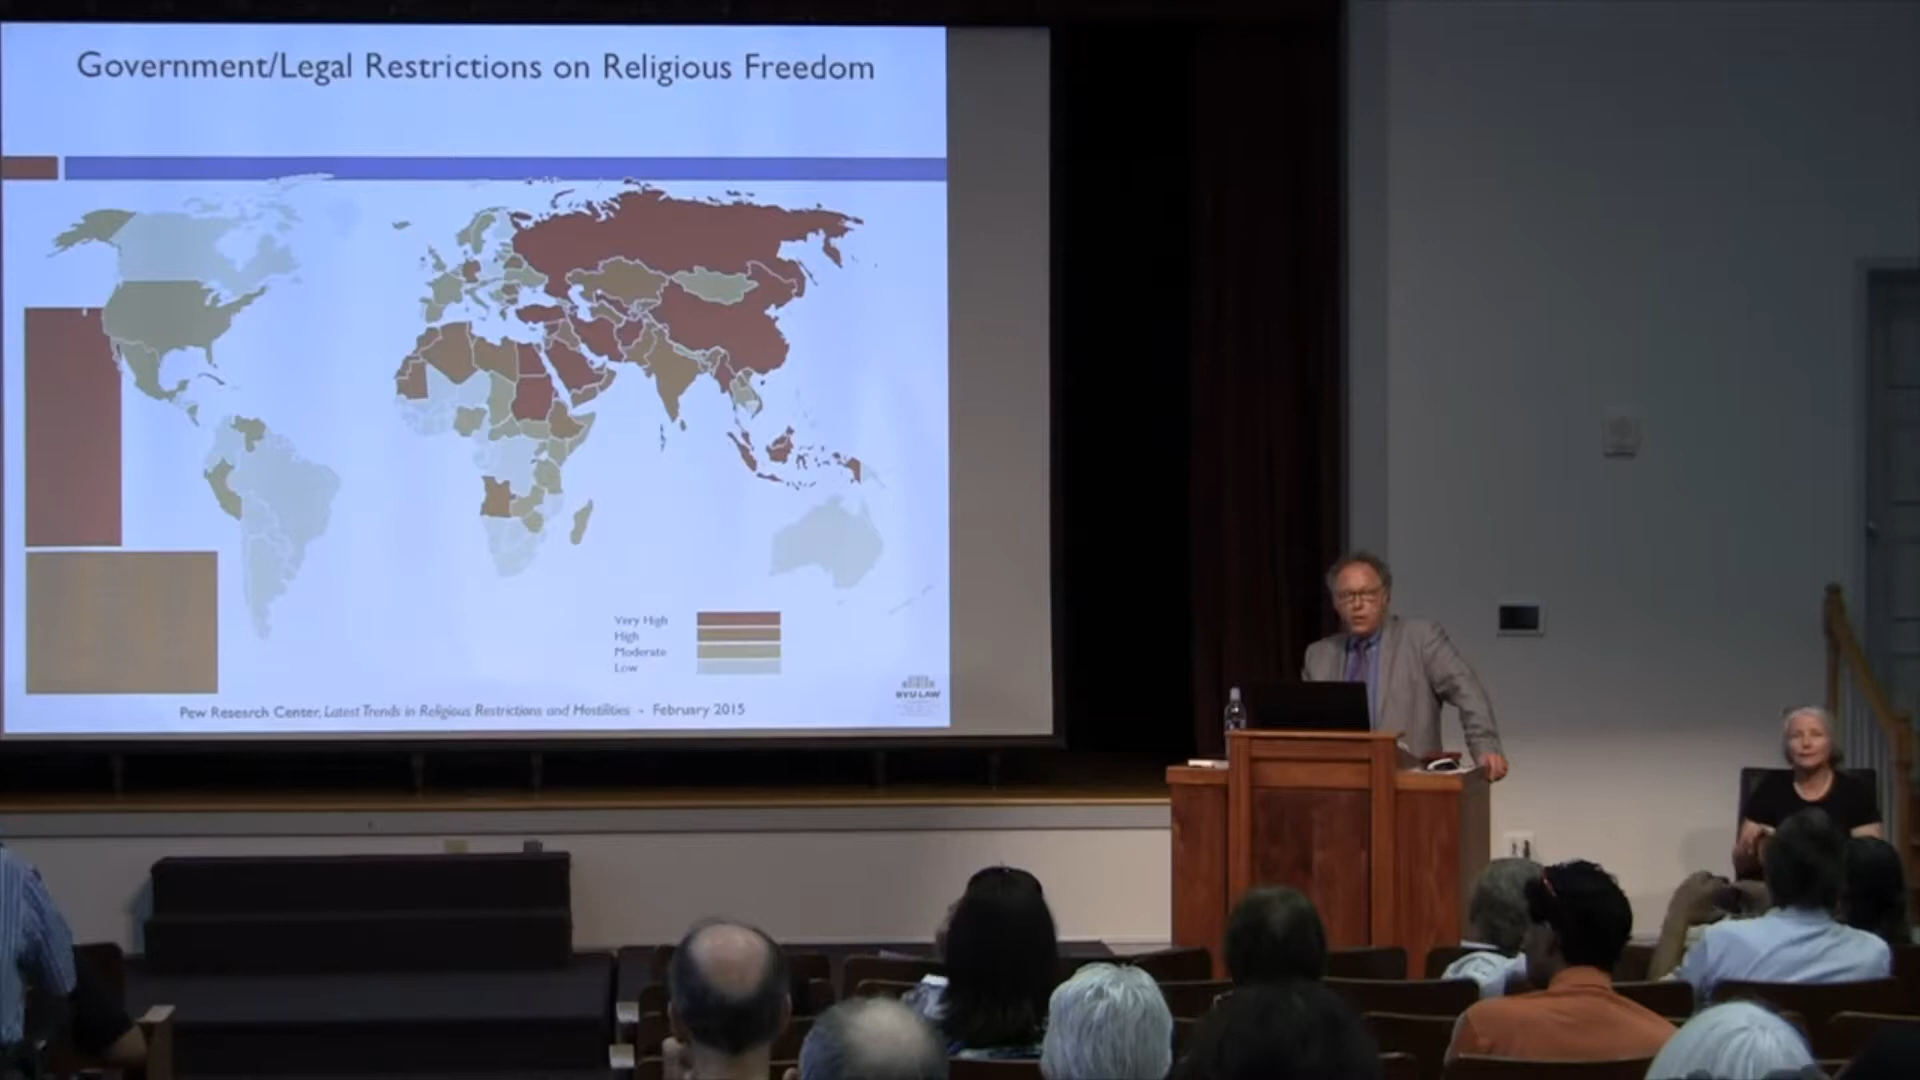 Government/Legal Restrictions on Religious Freedom
Very High
High
Moderate
Low
Pew Research Center, Latest Trends in Religious Restrictions and Hostilities - February 2015
BYU LAW